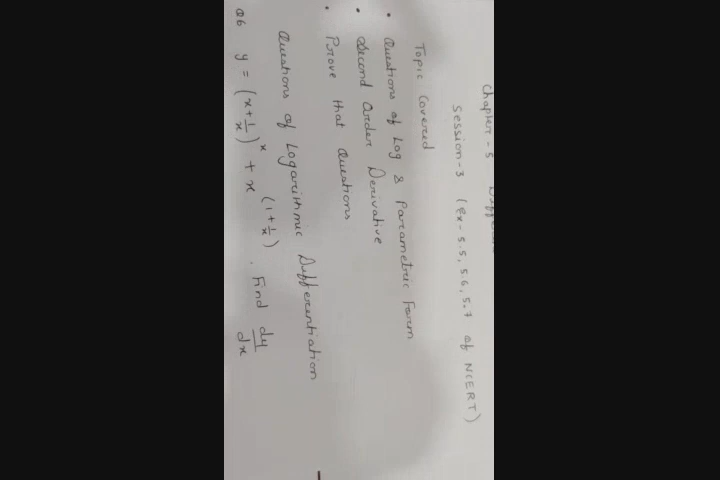 Chapter - 5
Session - 3 (Ex - 5.5, 5.6, 5.7 of NCERT)
Topic Covered
• Questions of Log & Parametric Form
• Second Order Derivative
• Prove that Questions
Questions of Logarithmic Differentiation
Q6 y = (x + 1/x)^x + x^(1 + 1/x). Find dy/dx